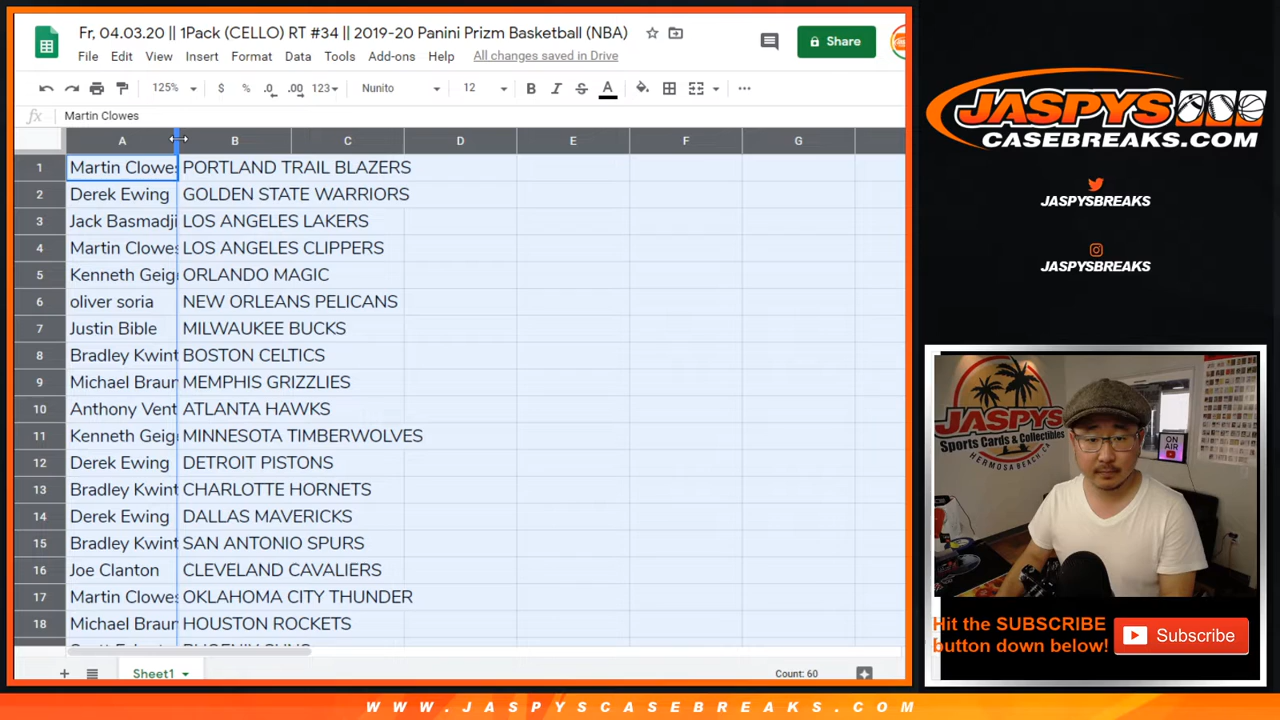 Fr, 04.03.20 || 1Pack (CELLO) RT #34 || 2019-20 Panini Prizm Basketball (NBA)
Share
File Edit View Insert Format Data Tools Add-ons Help All changes saved in Drive
125% $ % .0 .00 123 Nunito 12 B I S A
fx Martin Clowes
A B C D E F G
1 Martin Clowes PORTLAND TRAIL BLAZERS
2 Derek Ewing GOLDEN STATE WARRIORS
3 Jack Basmadji LOS ANGELES LAKERS
4 Martin Clowes LOS ANGELES CLIPPERS
5 Kenneth Geig ORLANDO MAGIC
6 oliver soria NEW ORLEANS PELICANS
7 Justin Bible MILWAUKEE BUCKS
8 Bradley Kwint BOSTON CELTICS
9 Michael Braun MEMPHIS GRIZZLIES
10 Anthony Vent ATLANTA HAWKS
11 Kenneth Geig MINNESOTA TIMBERWOLVES
12 Derek Ewing DETROIT PISTONS
13 Bradley Kwint CHARLOTTE HORNETS
14 Derek Ewing DALLAS MAVERICKS
15 Bradley Kwint SAN ANTONIO SPURS
16 Joe Clanton CLEVELAND CAVALIERS
17 Martin Clowes OKLAHOMA CITY THUNDER
18 Michael Braun HOUSTON ROCKETS
Sheet1
Count: 60
JASPYS
CASEBREAKS.COM
JASPYSBREAKS
JASPYSBREAKS
JASPYS
Sports Cards & Collectibles
HERMOSA BEACH, CA
ON AIR
Hit the SUBSCRIBE
button down below!
Subscribe
WWW.JASPYSCASEBREAKS.COM